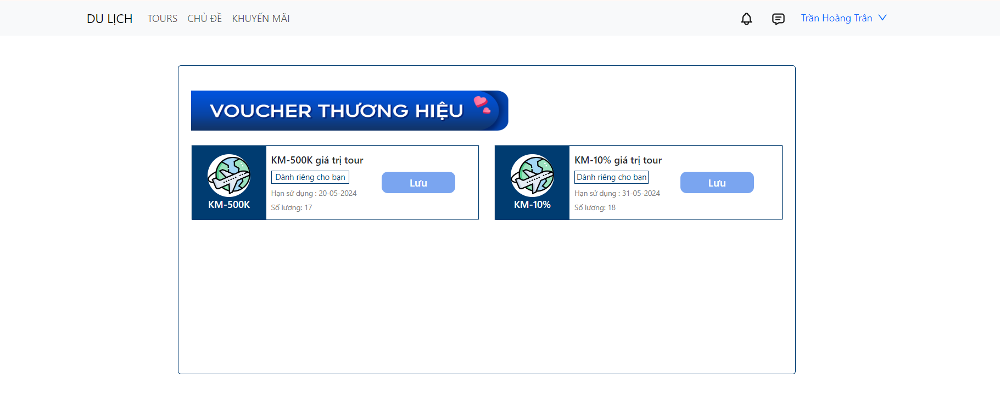 DU LỊCH TOURS CHỦ ĐỀ KHUYẾN MÃI Trần Hoàng Trân
VOUCHER THƯƠNG HIỆU
KM-500K
KM-500K giá trị tour
Dành riêng cho bạn
Hạn sử dụng : 20-05-2024
Số lượng: 17
Lưu
KM-10%
KM-10% giá trị tour
Dành riêng cho bạn
Hạn sử dụng : 31-05-2024
Số lượng: 18
Lưu